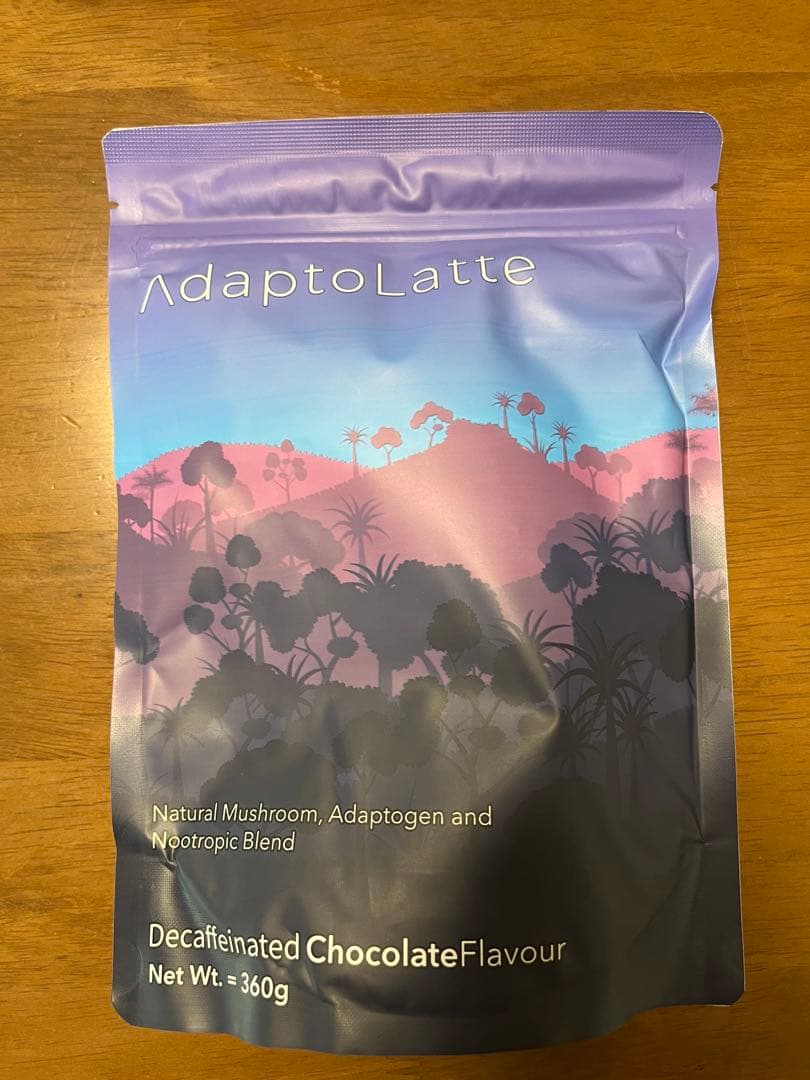 AdaptoLatte
Natural Mushroom, Adaptogen and
Nootropic Blend
Decaffeinated ChocolateFlavour
Net Wt. = 360g